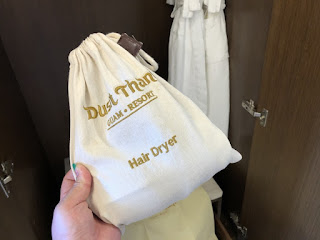 Dusit Thani
GUAM • RESORT
Hair Dryer